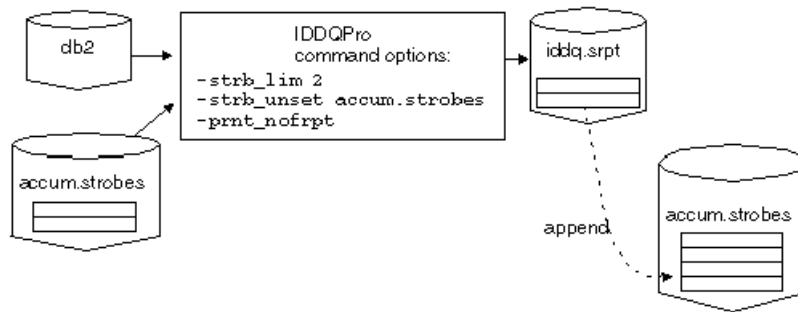 db2
IDDQPro
command options:
-strb_lim 2
-strb_unset accum.strobes
-prnt_nofrpt
iddq.srpt
accum.strobes
append
accum.strobes